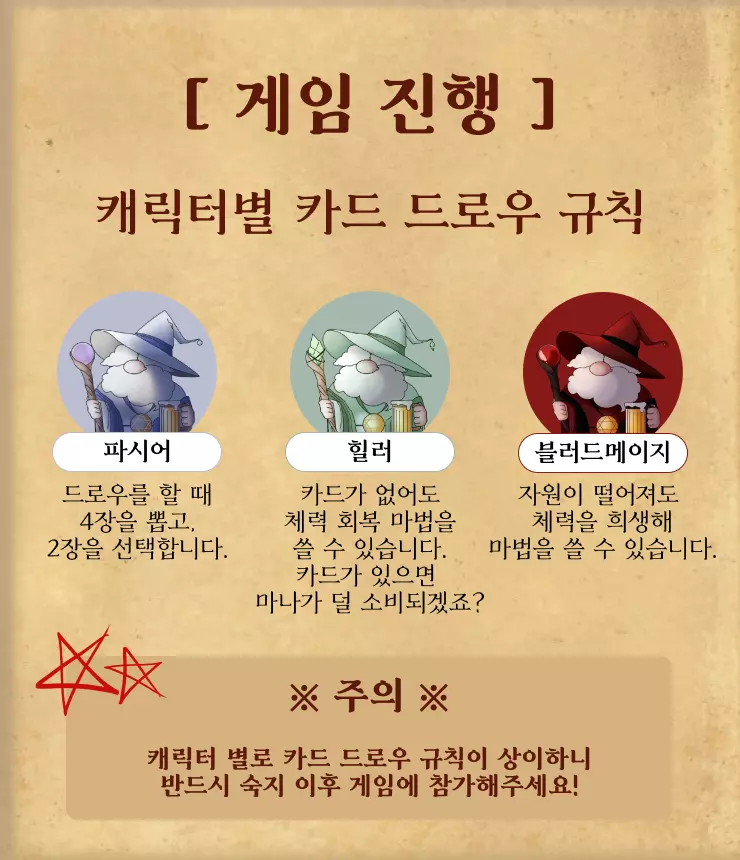 [ 게임 진행 ]
캐릭터별 카드 드로우 규칙
파시어
드로우를 할 때
4장을 뽑고,
2장을 선택합니다.
힐러
카드가 없어도
체력 회복 마법을
쓸 수 있습니다.
카드가 있으면
마나가 덜 소비되겠죠?
블러드메이지
자원이 떨어져도
체력을 희생해
마법을 쓸 수 있습니다.
※ 주의 ※
캐릭터 별로 카드 드로우 규칙이 상이하니
반드시 숙지 이후 게임에 참가해주세요!